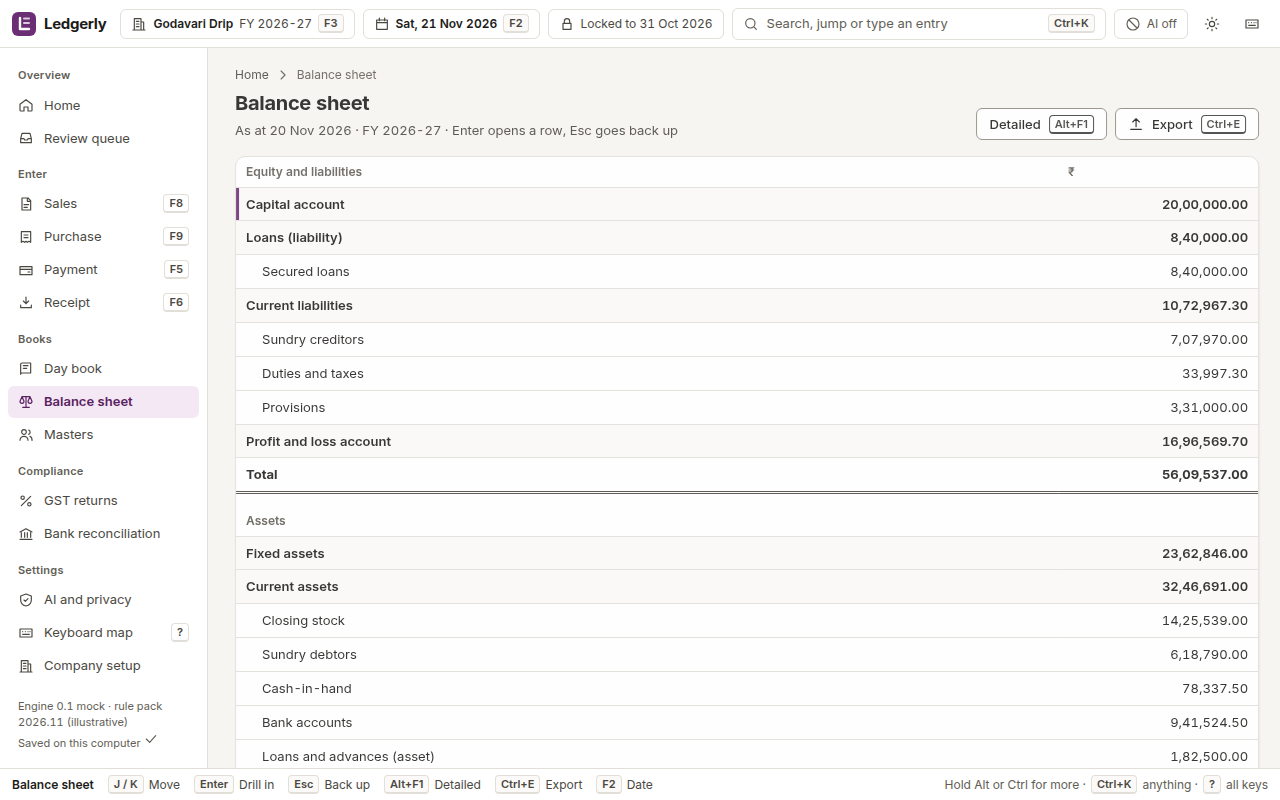 Ledgerly
Godavari Drip FY 2026-27 F3
Sat, 21 Nov 2026 F2
Locked to 31 Oct 2026
Search, jump or type an entry Ctrl+K
AI off
Overview
Home
Review queue
Enter
Sales F8
Purchase F9
Payment F5
Receipt F6
Books
Day book
Balance sheet
Masters
Compliance
GST returns
Bank reconciliation
Settings
AI and privacy
Keyboard map ?
Company setup
Engine 0.1 mock · rule pack
2026.11 (illustrative)
Saved on this computer
Home Balance sheet
Balance sheet
As at 20 Nov 2026 · FY 2026-27 · Enter opens a row, Esc goes back up
Detailed Alt+F1
Export Ctrl+E
Equity and liabilities ₹
Capital account 20,00,000.00
Loans (liability) 8,40,000.00
Secured loans 8,40,000.00
Current liabilities 10,72,967.30
Sundry creditors 7,07,970.00
Duties and taxes 33,997.30
Provisions 3,31,000.00
Profit and loss account 16,96,569.70
Total 56,09,537.00
Assets
Fixed assets 23,62,846.00
Current assets 32,46,691.00
Closing stock 14,25,539.00
Sundry debtors 6,18,790.00
Cash-in-hand 78,337.50
Bank accounts 9,41,524.50
Loans and advances (asset) 1,82,500.00
Balance sheet J / K Move Enter Drill in Esc Back up Alt+F1 Detailed Ctrl+E Export F2 Date
Hold Alt or Ctrl for more · Ctrl+K anything · ? all keys